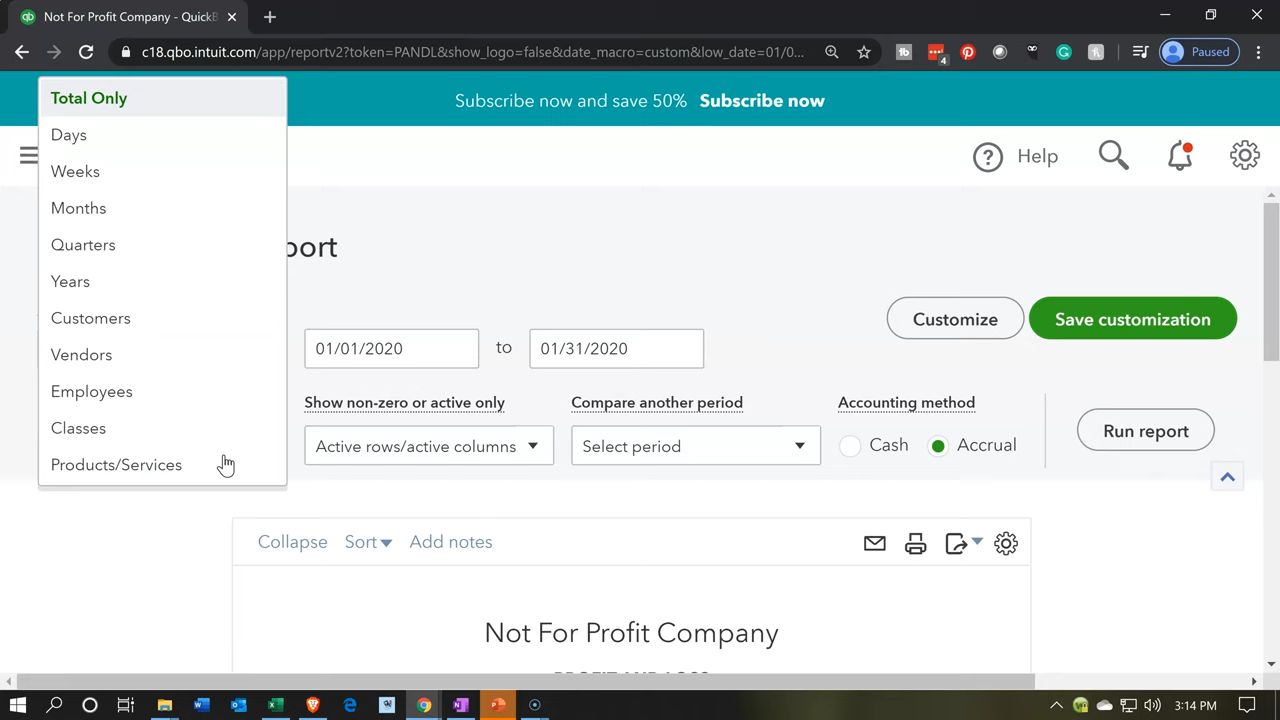 Not For Profit Company - QuickB
c18.qbo.intuit.com/app/reportv2?token=PANDL&show_logo=false&date_macro=custom&low_date=01/0...
4
Paused
Subscribe now and save 50% Subscribe now
Total Only
Days
Weeks
Months
Quarters
Years
Customers
Vendors
Employees
Classes
Products/Services
Help
port
Customize
Save customization
01/01/2020 to 01/31/2020
Show non-zero or active only
Compare another period
Accounting method
Active rows/active columns
Select period
Cash
Accrual
Run report
Collapse Sort Add notes
Not For Profit Company
3:14 PM